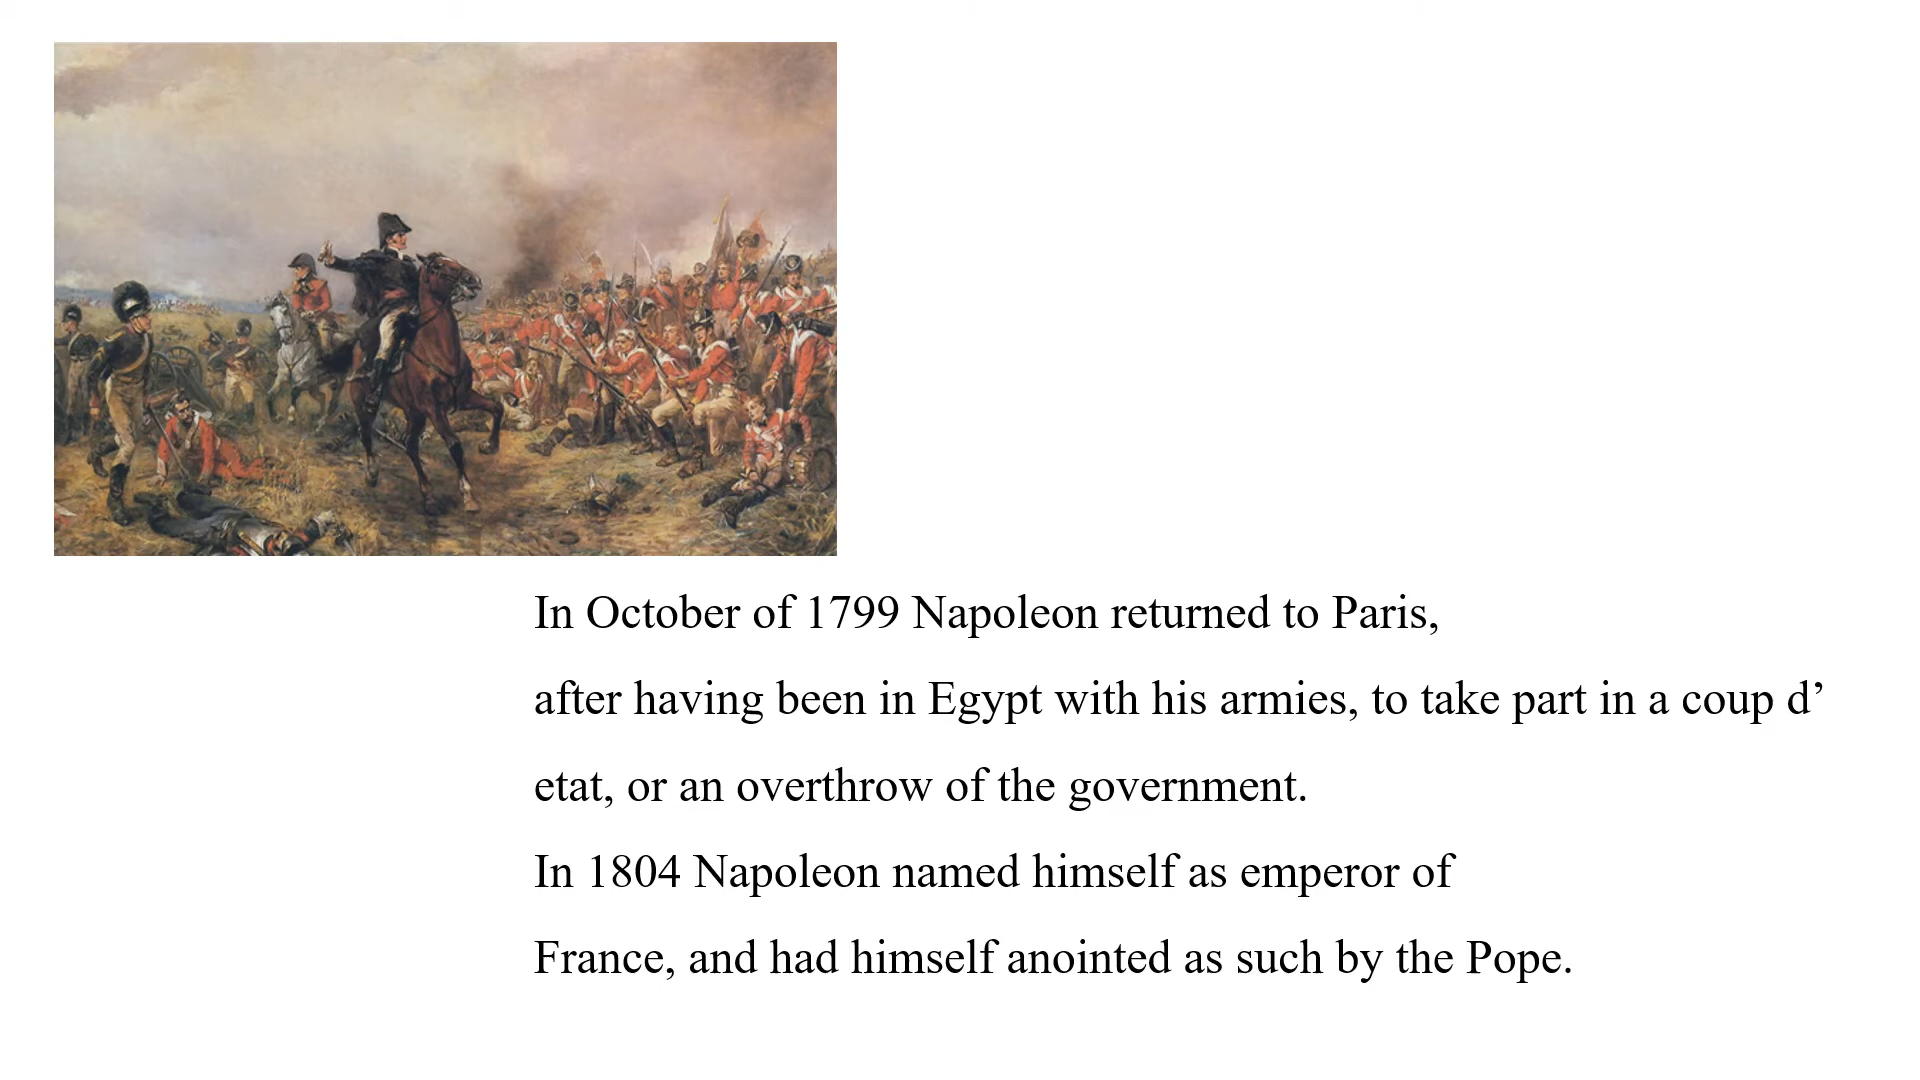 In October of 1799 Napoleon returned to Paris,
after having been in Egypt with his armies, to take part in a coup d’
etat, or an overthrow of the government.
In 1804 Napoleon named himself as emperor of
France, and had himself anointed as such by the Pope.